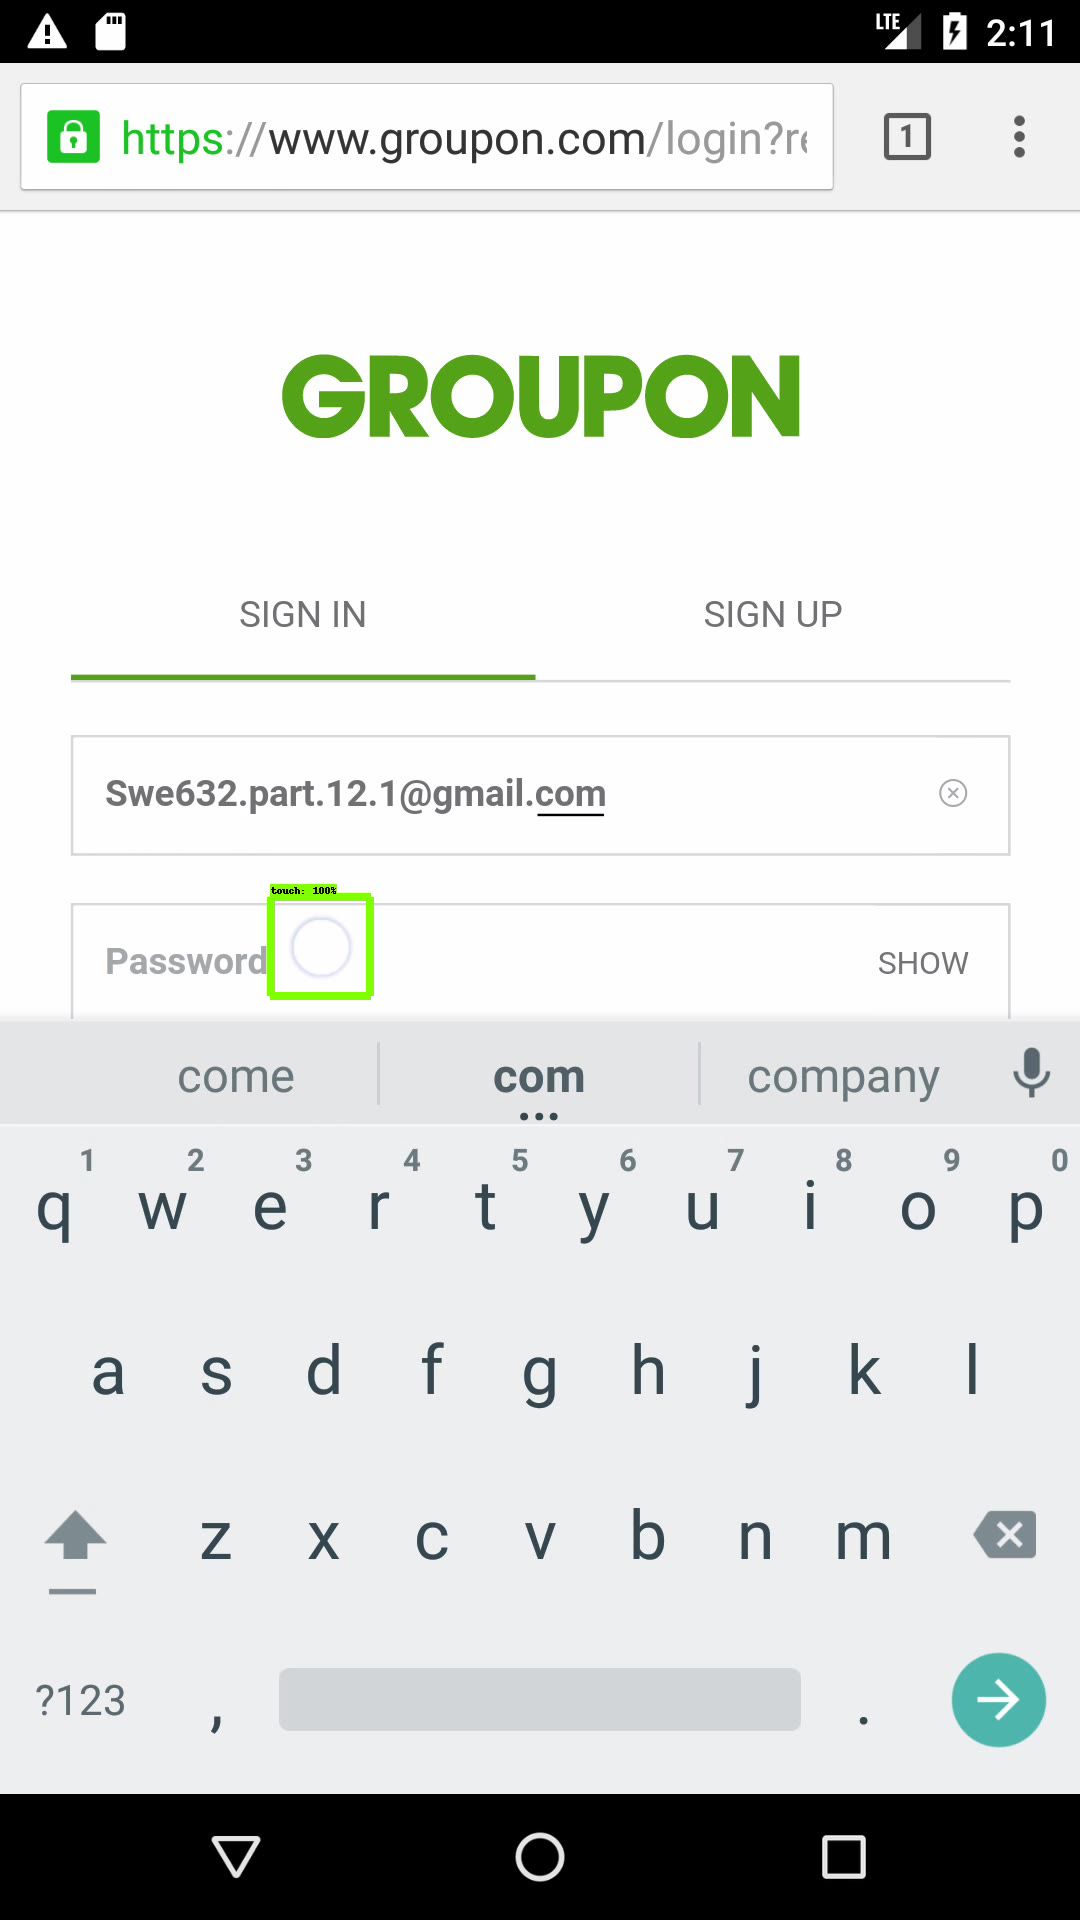 LTE 2:11
https://www.groupon.com/login?re
1
GROUPON
SIGN IN SIGN UP
Swe632.part.12.1@gmail.com
touch: 100%
Password SHOW
come com company
1 2 3 4 5 6 7 8 9 0
q w e r t y u i o p
a s d f g h j k l
z x c v b n m
?123 , .